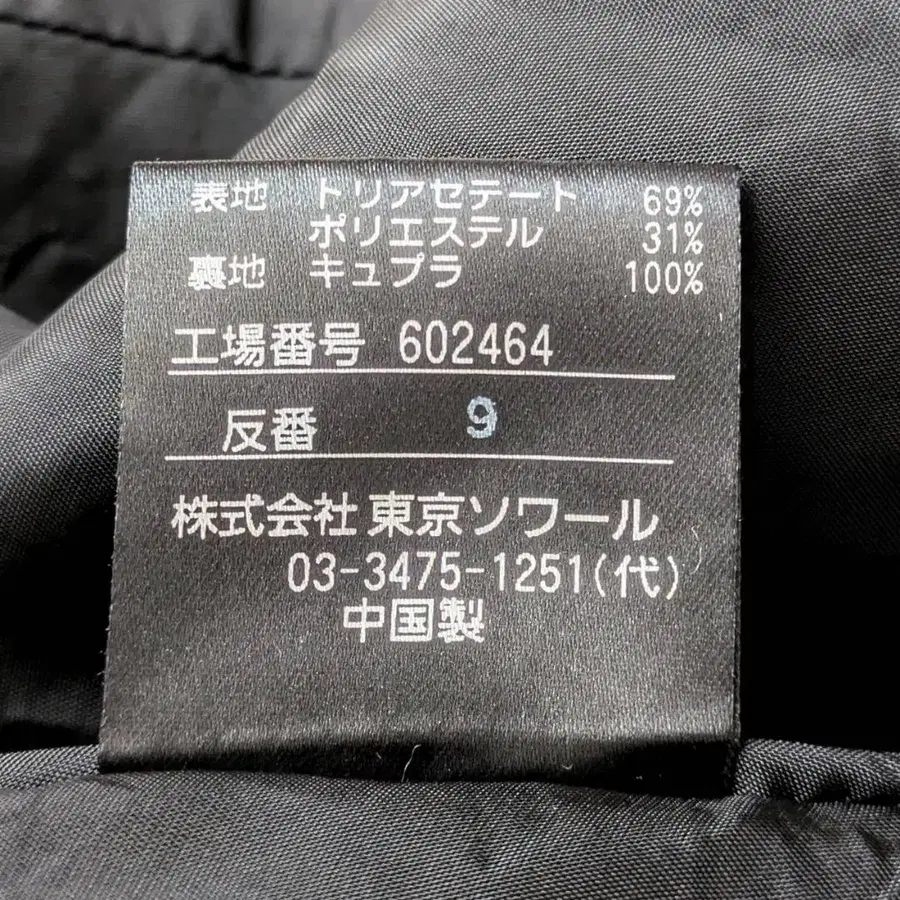 表地 トリアセテート 69%
ポリエステル 31%
裏地 キュプラ 100%
工場番号 602464
反番 9
株式会社 東京ソワール
03-3475-1251(代)
中国製